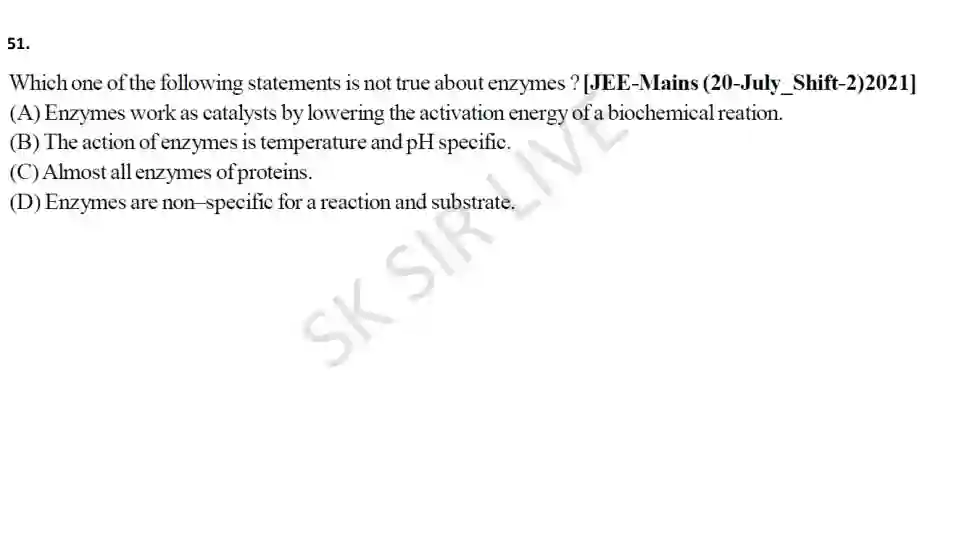 51.
Which one of the following statements is not true about enzymes ? [JEE-Mains (20-July_Shift-2)2021]
(A) Enzymes work as catalysts by lowering the activation energy of a biochemical reation.
(B) The action of enzymes is temperature and pH specific.
(C) Almost all enzymes of proteins.
(D) Enzymes are non–specific for a reaction and substrate.
SK SIR LIVE